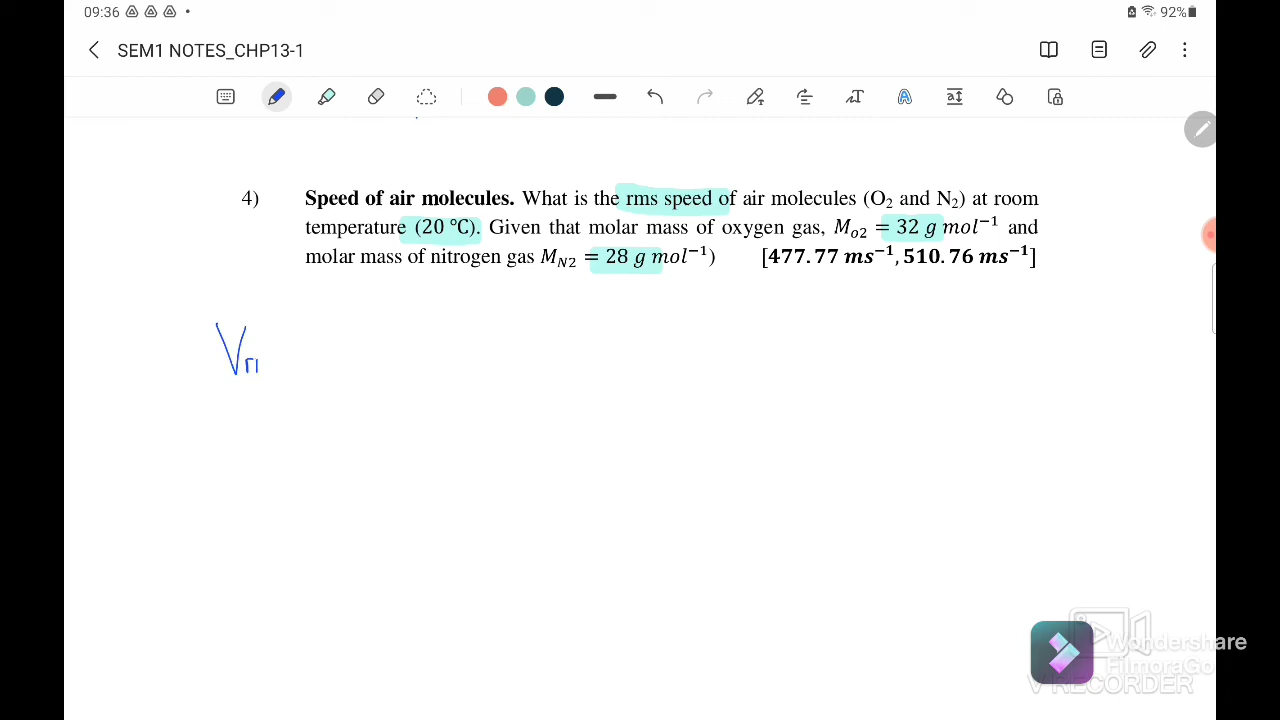 09:36 92%
SEM1 NOTES_CHP13-1
4) Speed of air molecules. What is the rms speed of air molecules (O₂ and N₂) at room
temperature (20 ℃). Given that molar mass of oxygen gas, Mₒ₂ = 32 g mol⁻¹ and
molar mass of nitrogen gas M_N2 = 28 g mol⁻¹) [477.77 ms⁻¹, 510.76 ms⁻¹]
Wondershare
FilmoraGo
V RECORDER